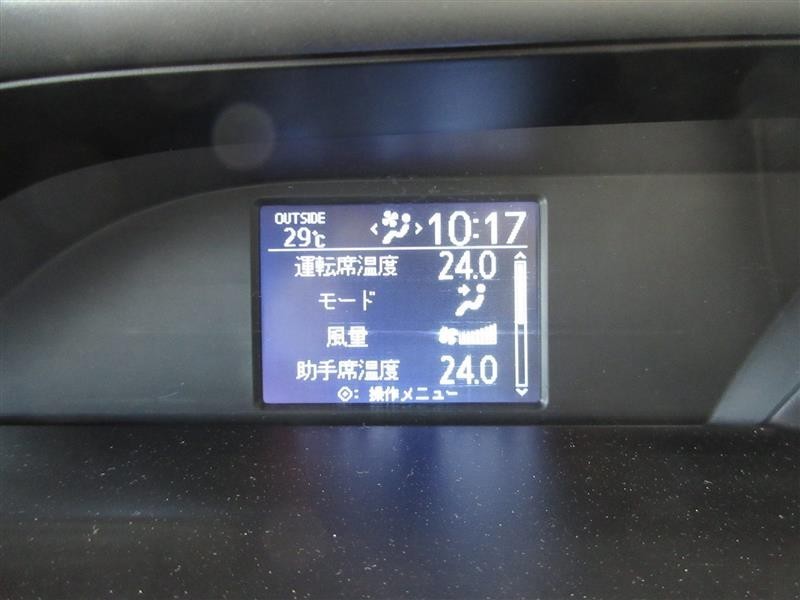 OUTSIDE
29℃ 10:17
運転席温度 24.0
モード
風量
助手席温度 24.0
: 操作メニュー